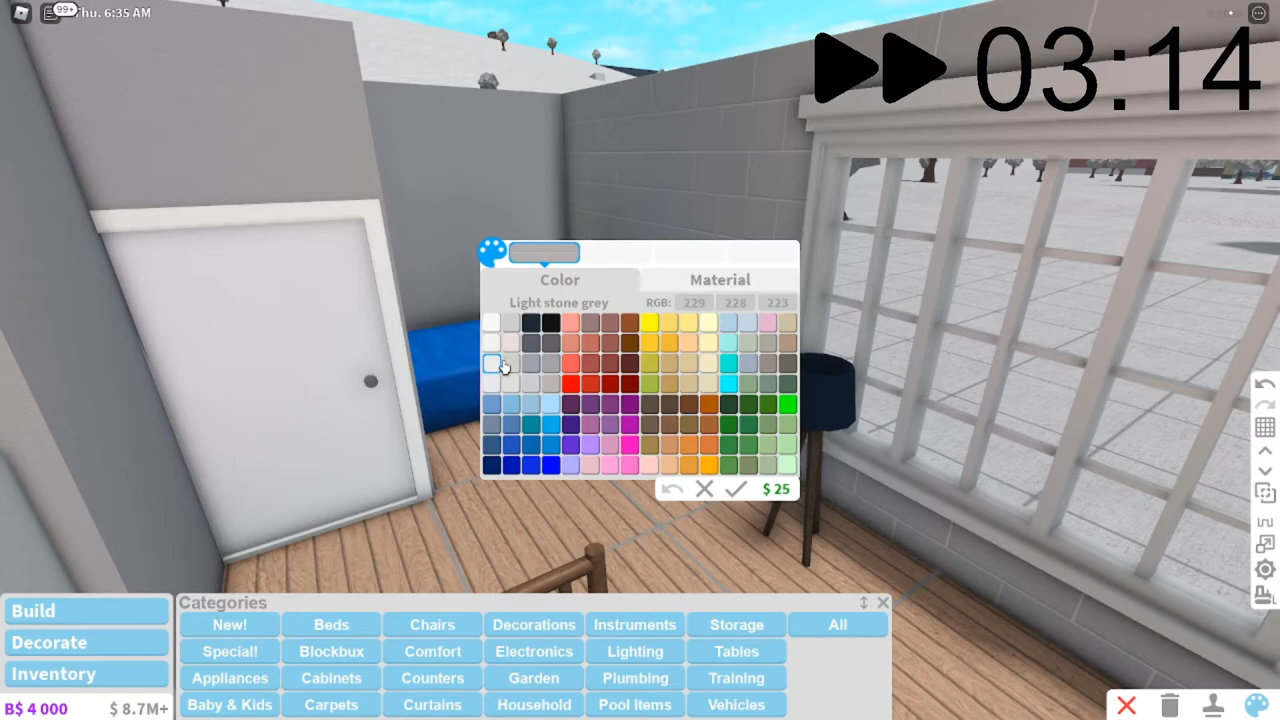 99+
Thu. 6:35 AM
03:14
Color
Material
Light stone grey
RGB: 229 228 223
$ 25
Build
Decorate
Inventory
B$ 4 000
$ 8.7M+
Categories
New!
Beds
Chairs
Decorations
Instruments
Storage
All
Special!
Blockbux
Comfort
Electronics
Lighting
Tables
Appliances
Cabinets
Counters
Garden
Plumbing
Training
Baby & Kids
Carpets
Curtains
Household
Pool Items
Vehicles